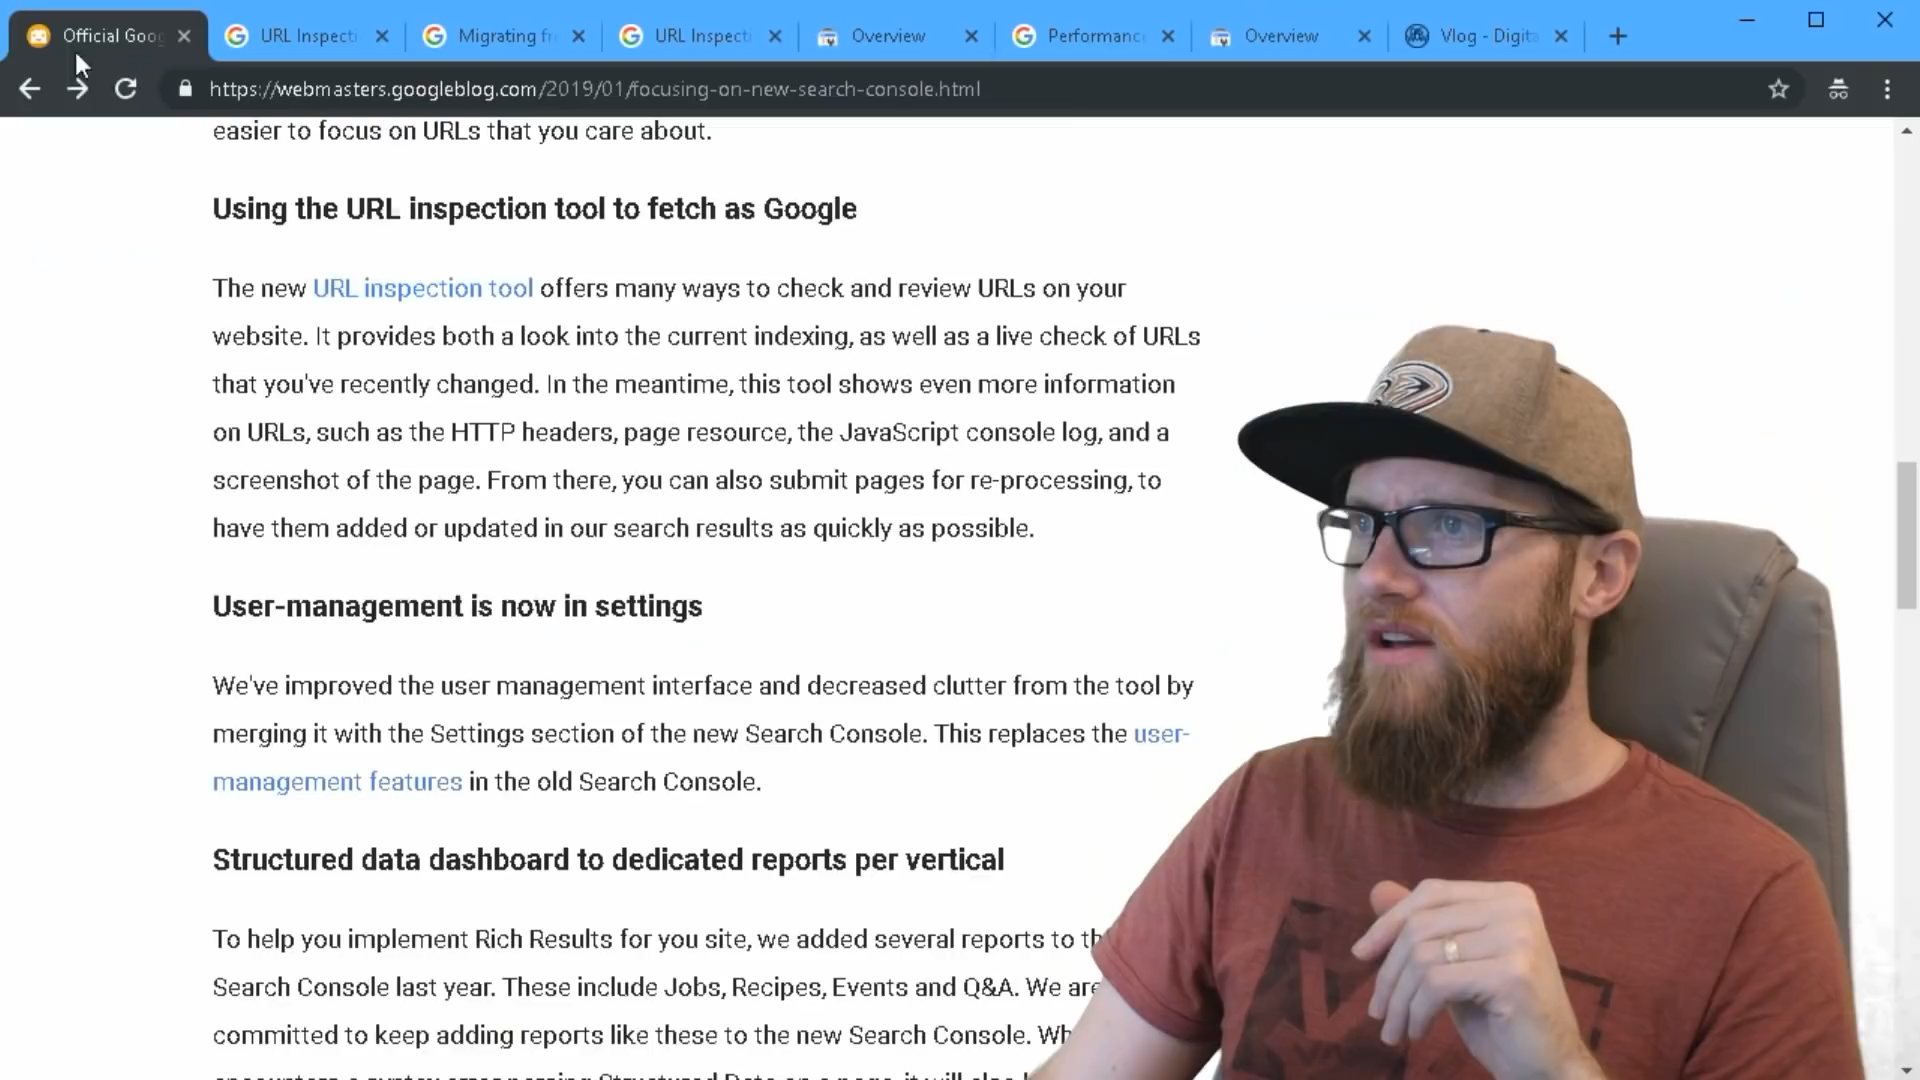 Official Goog
URL Inspect
Migrating fr
URL Inspect
Overview
Performance
Overview
Vlog - Digita
https://webmasters.googleblog.com/2019/01/focusing-on-new-search-console.html
easier to focus on URLs that you care about.
Using the URL inspection tool to fetch as Google
The new URL inspection tool offers many ways to check and review URLs on your
website. It provides both a look into the current indexing, as well as a live check of URLs
that you've recently changed. In the meantime, this tool shows even more information
on URLs, such as the HTTP headers, page resource, the JavaScript console log, and a
screenshot of the page. From there, you can also submit pages for re-processing, to
have them added or updated in our search results as quickly as possible.
User-management is now in settings
We've improved the user management interface and decreased clutter from the tool by
merging it with the Settings section of the new Search Console. This replaces the user-
management features in the old Search Console.
Structured data dashboard to dedicated reports per vertical
To help you implement Rich Results for you site, we added several reports to th
Search Console last year. These include Jobs, Recipes, Events and Q&A. We are
committed to keep adding reports like these to the new Search Console. Wh